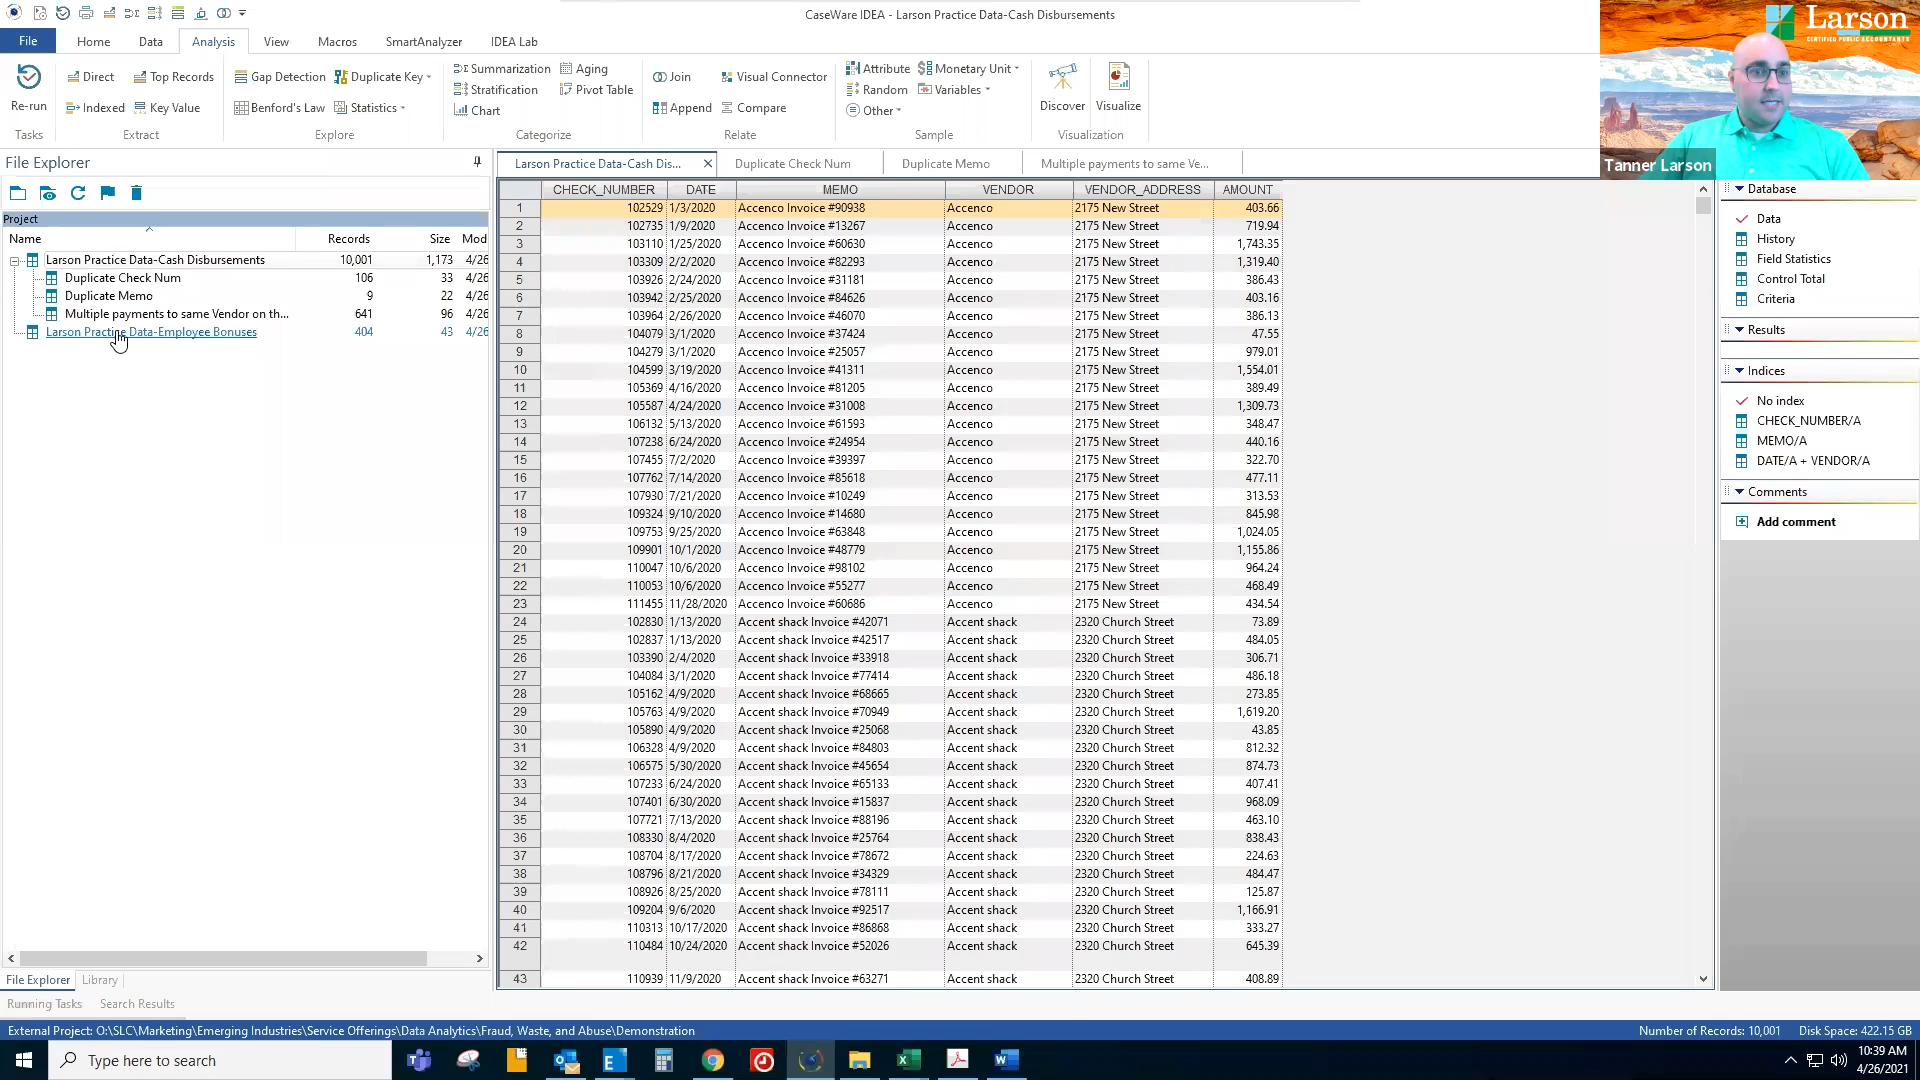 CaseWare IDEA - Larson Practice Data-Cash Disbursements
Larson
CERTIFIED PUBLIC ACCOUNTANTS
Tanner Larson
File Home Data Analysis View Macros SmartAnalyzer IDEA Lab
Re-run
Tasks
Direct Top Records
Indexed Key Value
Extract
Gap Detection Duplicate Key
Benford's Law Statistics
Explore
Summarization Aging
Stratification Pivot Table
Chart
Categorize
Join Visual Connector
Append Compare
Relate
Attribute Monetary Unit
Random Variables
Other
Sample
Discover Visualize
Visualization
File Explorer
Project
Name Records Size Mod
Larson Practice Data-Cash Disbursements 10,001 1,173 4/26
Duplicate Check Num 106 33 4/26
Duplicate Memo 9 22 4/26
Multiple payments to same Vendor on th... 641 96 4/26
Larson Practice Data-Employee Bonuses 404 43 4/26
File Explorer Library
Running Tasks Search Results
Larson Practice Data-Cash Dis... Duplicate Check Num Duplicate Memo Multiple payments to same Ve...
CHECK_NUMBER DATE MEMO VENDOR VENDOR_ADDRESS AMOUNT
1 102529 1/3/2020 Accenco Invoice #90938 Accenco 2175 New Street 403.66
2 102735 1/9/2020 Accenco Invoice #13267 Accenco 2175 New Street 719.94
3 103110 1/25/2020 Accenco Invoice #60630 Accenco 2175 New Street 1,743.35
4 103309 2/2/2020 Accenco Invoice #82293 Accenco 2175 New Street 1,319.40
5 103926 2/24/2020 Accenco Invoice #31181 Accenco 2175 New Street 386.43
6 103942 2/25/2020 Accenco Invoice #84626 Accenco 2175 New Street 403.16
7 103964 2/26/2020 Accenco Invoice #46070 Accenco 2175 New Street 386.13
8 104079 3/1/2020 Accenco Invoice #37424 Accenco 2175 New Street 47.55
9 104279 3/1/2020 Accenco Invoice #25057 Accenco 2175 New Street 979.01
10 104599 3/19/2020 Accenco Invoice #41311 Accenco 2175 New Street 1,554.01
11 105369 4/16/2020 Accenco Invoice #81205 Accenco 2175 New Street 389.49
12 105587 4/24/2020 Accenco Invoice #31008 Accenco 2175 New Street 1,309.73
13 106132 5/13/2020 Accenco Invoice #61593 Accenco 2175 New Street 348.47
14 107238 6/24/2020 Accenco Invoice #24954 Accenco 2175 New Street 440.16
15 107455 7/2/2020 Accenco Invoice #39397 Accenco 2175 New Street 322.70
16 107762 7/14/2020 Accenco Invoice #85618 Accenco 2175 New Street 477.11
17 107930 7/21/2020 Accenco Invoice #10249 Accenco 2175 New Street 313.53
18 109324 9/10/2020 Accenco Invoice #14680 Accenco 2175 New Street 845.98
19 109753 9/25/2020 Accenco Invoice #63848 Accenco 2175 New Street 1,024.05
20 109901 10/1/2020 Accenco Invoice #48779 Accenco 2175 New Street 1,155.86
21 110047 10/6/2020 Accenco Invoice #98102 Accenco 2175 New Street 964.24
22 110053 10/6/2020 Accenco Invoice #55277 Accenco 2175 New Street 468.49
23 111455 11/28/2020 Accenco Invoice #60686 Accenco 2175 New Street 434.54
24 102830 1/13/2020 Accent shack Invoice #42071 Accent shack 2320 Church Street 73.89
25 102837 1/13/2020 Accent shack Invoice #42517 Accent shack 2320 Church Street 484.05
26 103390 2/4/2020 Accent shack Invoice #33918 Accent shack 2320 Church Street 306.71
27 104084 3/1/2020 Accent shack Invoice #77414 Accent shack 2320 Church Street 486.18
28 105162 4/9/2020 Accent shack Invoice #68665 Accent shack 2320 Church Street 273.85
29 105763 4/9/2020 Accent shack Invoice #70949 Accent shack 2320 Church Street 1,619.20
30 105890 4/9/2020 Accent shack Invoice #25068 Accent shack 2320 Church Street 43.85
31 106328 4/9/2020 Accent shack Invoice #84803 Accent shack 2320 Church Street 812.32
32 106575 5/30/2020 Accent shack Invoice #45654 Accent shack 2320 Church Street 874.73
33 107233 6/24/2020 Accent shack Invoice #65133 Accent shack 2320 Church Street 407.41
34 107401 6/30/2020 Accent shack Invoice #15837 Accent shack 2320 Church Street 968.09
35 107721 7/13/2020 Accent shack Invoice #88196 Accent shack 2320 Church Street 463.10
36 108330 8/4/2020 Accent shack Invoice #25764 Accent shack 2320 Church Street 838.43
37 108704 8/17/2020 Accent shack Invoice #78672 Accent shack 2320 Church Street 224.63
38 108796 8/21/2020 Accent shack Invoice #34329 Accent shack 2320 Church Street 484.47
39 108926 8/25/2020 Accent shack Invoice #78111 Accent shack 2320 Church Street 125.87
40 109204 9/6/2020 Accent shack Invoice #92517 Accent shack 2320 Church Street 1,166.91
41 110313 10/17/2020 Accent shack Invoice #86868 Accent shack 2320 Church Street 333.27
42 110484 10/24/2020 Accent shack Invoice #52026 Accent shack 2320 Church Street 645.39
43 110939 11/9/2020 Accent shack Invoice #63271 Accent shack 2320 Church Street 408.89
Database
Data
History
Field Statistics
Control Total
Criteria
Results
Indices
No index
CHECK_NUMBER/A
MEMO/A
DATE/A + VENDOR/A
Comments
Add comment
External Project: O:\SLC\Marketing\Emerging Industries\Service Offerings\Data Analytics\Fraud, Waste, and Abuse\Demonstration Number of Records: 10,001 Disk Space: 422.15 GB
Type here to search
10:39 AM
4/26/2021